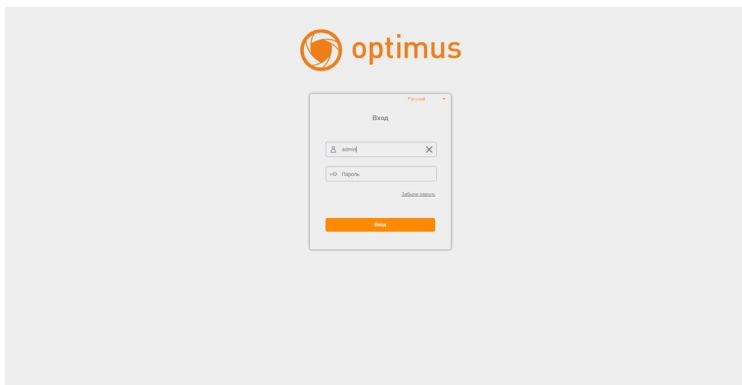 optimus
Русский
Вход
admin
Пароль
Забыли пароль
Вход